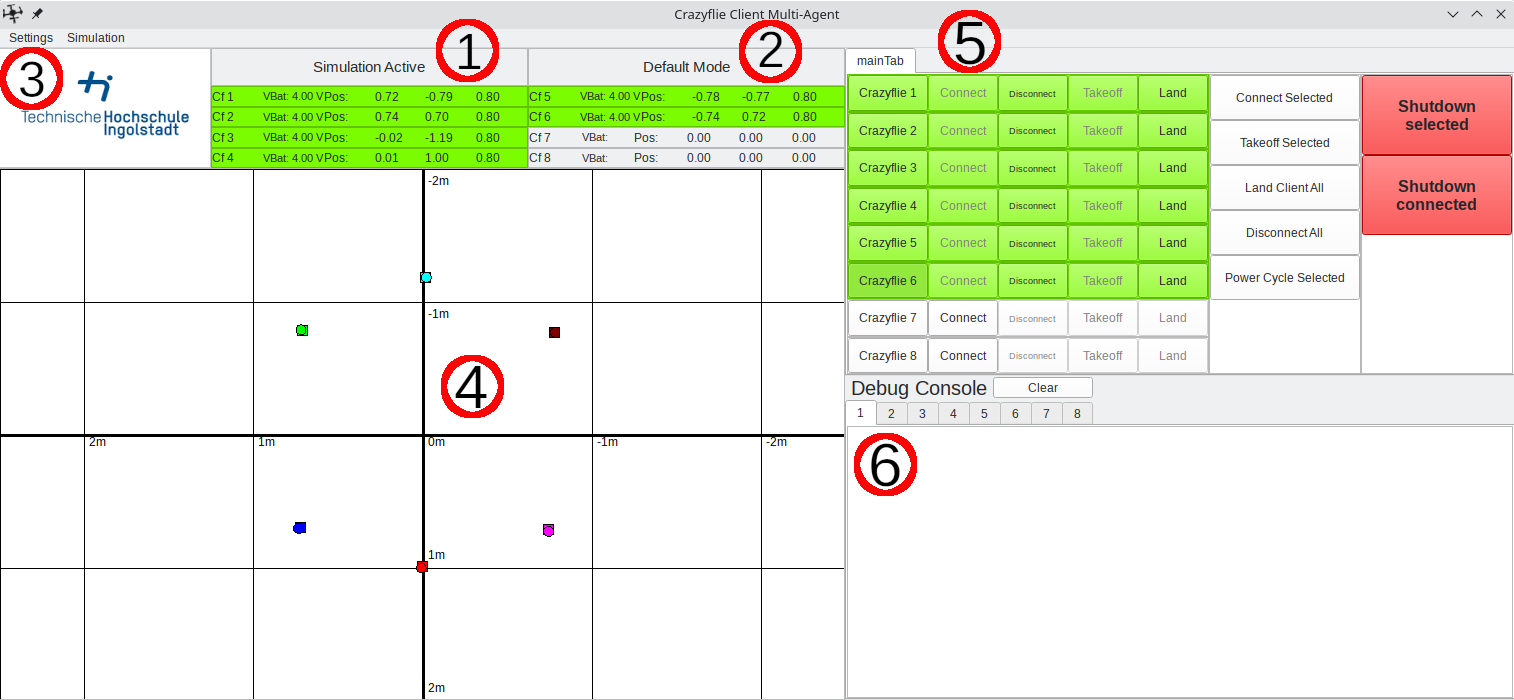 Crazyflie Client Multi-Agent
Settings Simulation
3
Technische Hochschule
Ingolstadt
Simulation Active 1
Default Mode 2
Cf 1 VBat: 4.00 V Pos: 0.72 -0.79 0.80
Cf 2 VBat: 4.00 V Pos: 0.74 0.70 0.80
Cf 3 VBat: 4.00 V Pos: -0.02 -1.19 0.80
Cf 4 VBat: 4.00 V Pos: 0.01 1.00 0.80
Cf 5 VBat: 4.00 V Pos: -0.78 -0.77 0.80
Cf 6 VBat: 4.00 V Pos: -0.74 0.72 0.80
Cf 7 VBat: Pos: 0.00 0.00 0.00
Cf 8 VBat: Pos: 0.00 0.00 0.00
-2m
-1m
4
2m 1m 0m -1m -2m
1m
2m
mainTab 5
Crazyflie 1 Connect Disconnect Takeoff Land
Crazyflie 2 Connect Disconnect Takeoff Land
Crazyflie 3 Connect Disconnect Takeoff Land
Crazyflie 4 Connect Disconnect Takeoff Land
Crazyflie 5 Connect Disconnect Takeoff Land
Crazyflie 6 Connect Disconnect Takeoff Land
Crazyflie 7 Connect Disconnect Takeoff Land
Crazyflie 8 Connect Disconnect Takeoff Land
Connect Selected
Takeoff Selected
Land Client All
Disconnect All
Power Cycle Selected
Shutdown
selected
Shutdown
connected
Debug Console Clear
1 2 3 4 5 6 7 8
6